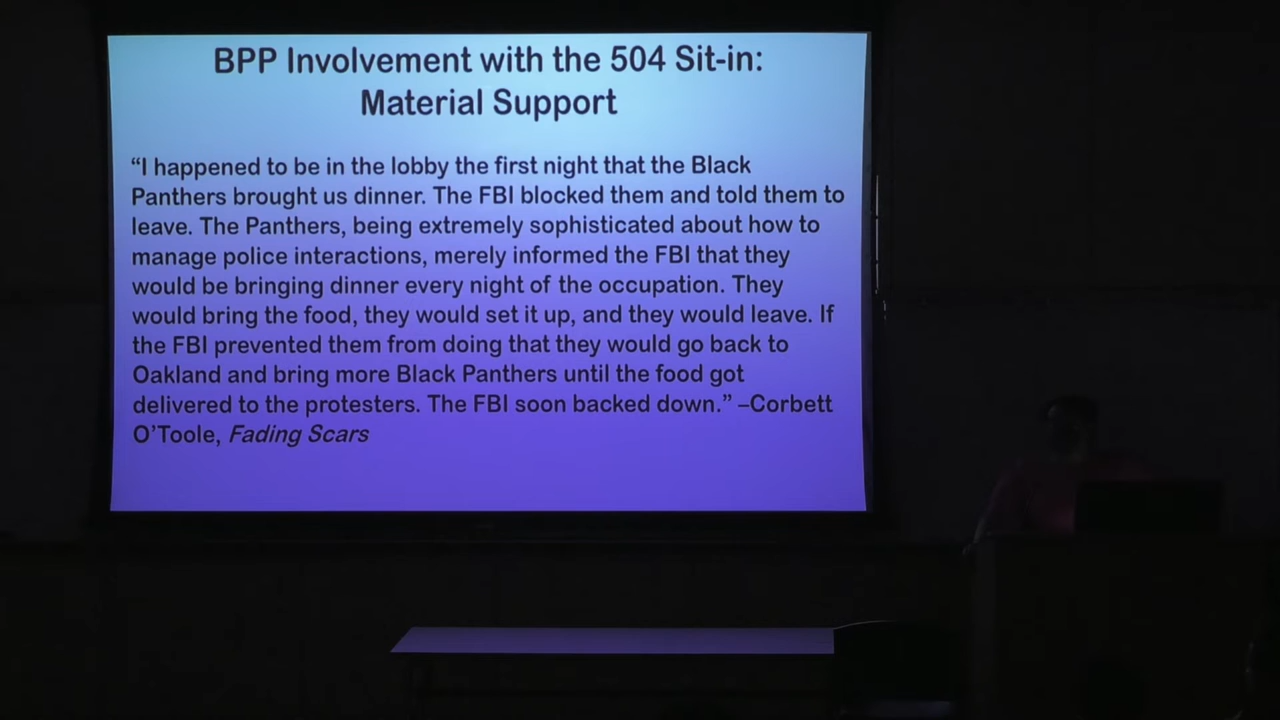 BPP Involvement with the 504 Sit-in:
Material Support
“I happened to be in the lobby the first night that the Black
Panthers brought us dinner. The FBI blocked them and told them to
leave. The Panthers, being extremely sophisticated about how to
manage police interactions, merely informed the FBI that they
would be bringing dinner every night of the occupation. They
would bring the food, they would set it up, and they would leave. If
the FBI prevented them from doing that they would go back to
Oakland and bring more Black Panthers until the food got
delivered to the protesters. The FBI soon backed down.” –Corbett
O’Toole, Fading Scars